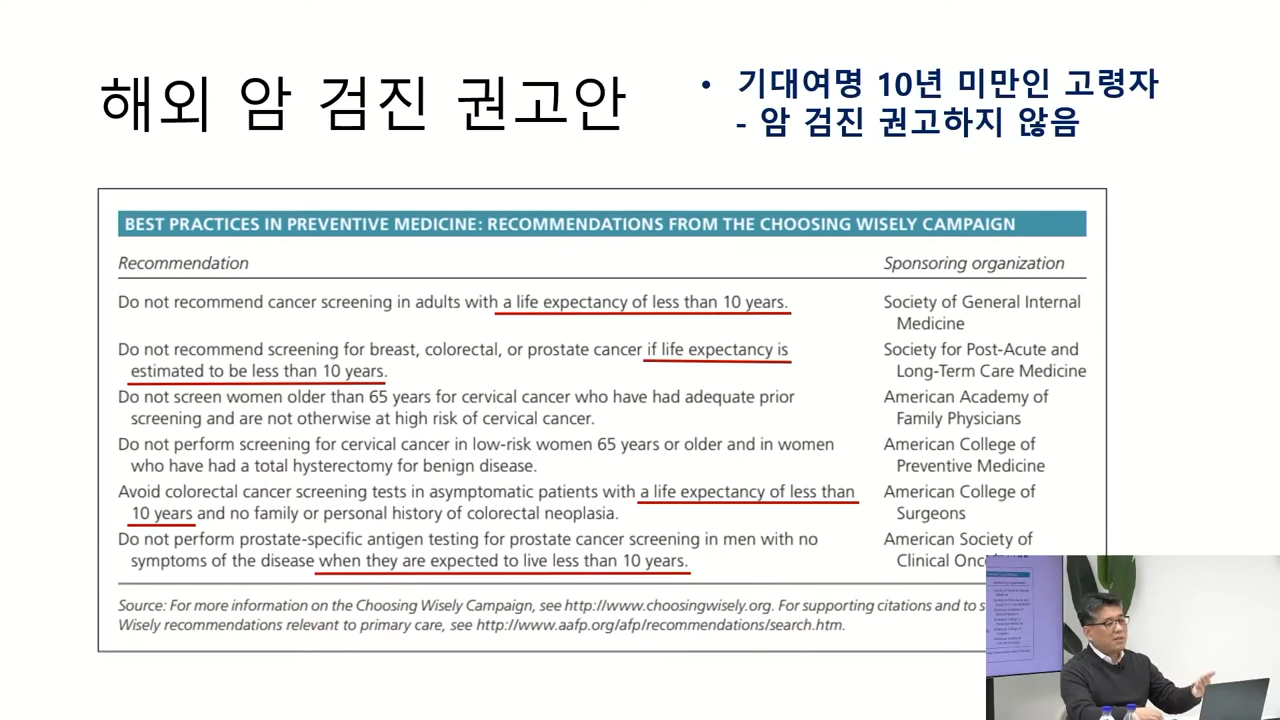 해외 암 검진 권고안
• 기대여명 10년 미만인 고령자
- 암 검진 권고하지 않음
BEST PRACTICES IN PREVENTIVE MEDICINE: RECOMMENDATIONS FROM THE CHOOSING WISELY CAMPAIGN
Recommendation Sponsoring organization
Do not recommend cancer screening in adults with a life expectancy of less than 10 years. Society of General Internal
Medicine
Do not recommend screening for breast, colorectal, or prostate cancer if life expectancy is Society for Post-Acute and
estimated to be less than 10 years. Long-Term Care Medicine
Do not screen women older than 65 years for cervical cancer who have had adequate prior American Academy of
screening and are not otherwise at high risk of cervical cancer. Family Physicians
Do not perform screening for cervical cancer in low-risk women 65 years or older and in women American College of
who have had a total hysterectomy for benign disease. Preventive Medicine
Avoid colorectal cancer screening tests in asymptomatic patients with a life expectancy of less than American College of
10 years and no family or personal history of colorectal neoplasia. Surgeons
Do not perform prostate-specific antigen testing for prostate cancer screening in men with no American Society of
symptoms of the disease when they are expected to live less than 10 years. Clinical
Source: For more information on the Choosing Wisely Campaign, see http://www.choosingwisely.org. For supporting citations and to
Wisely recommendations relevant to primary care, see http://www.aafp.org/afp/recommendations/search.htm.